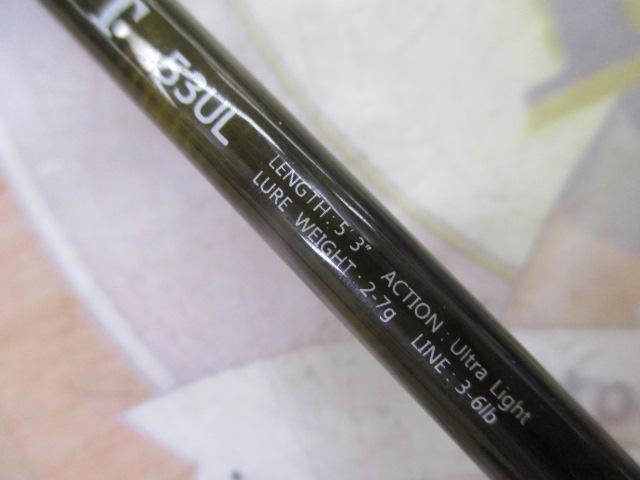 53UL
LENGTH : 5' 3" ACTION : Ultra Light
LURE WEIGHT : 2-7g LINE : 3-6lb